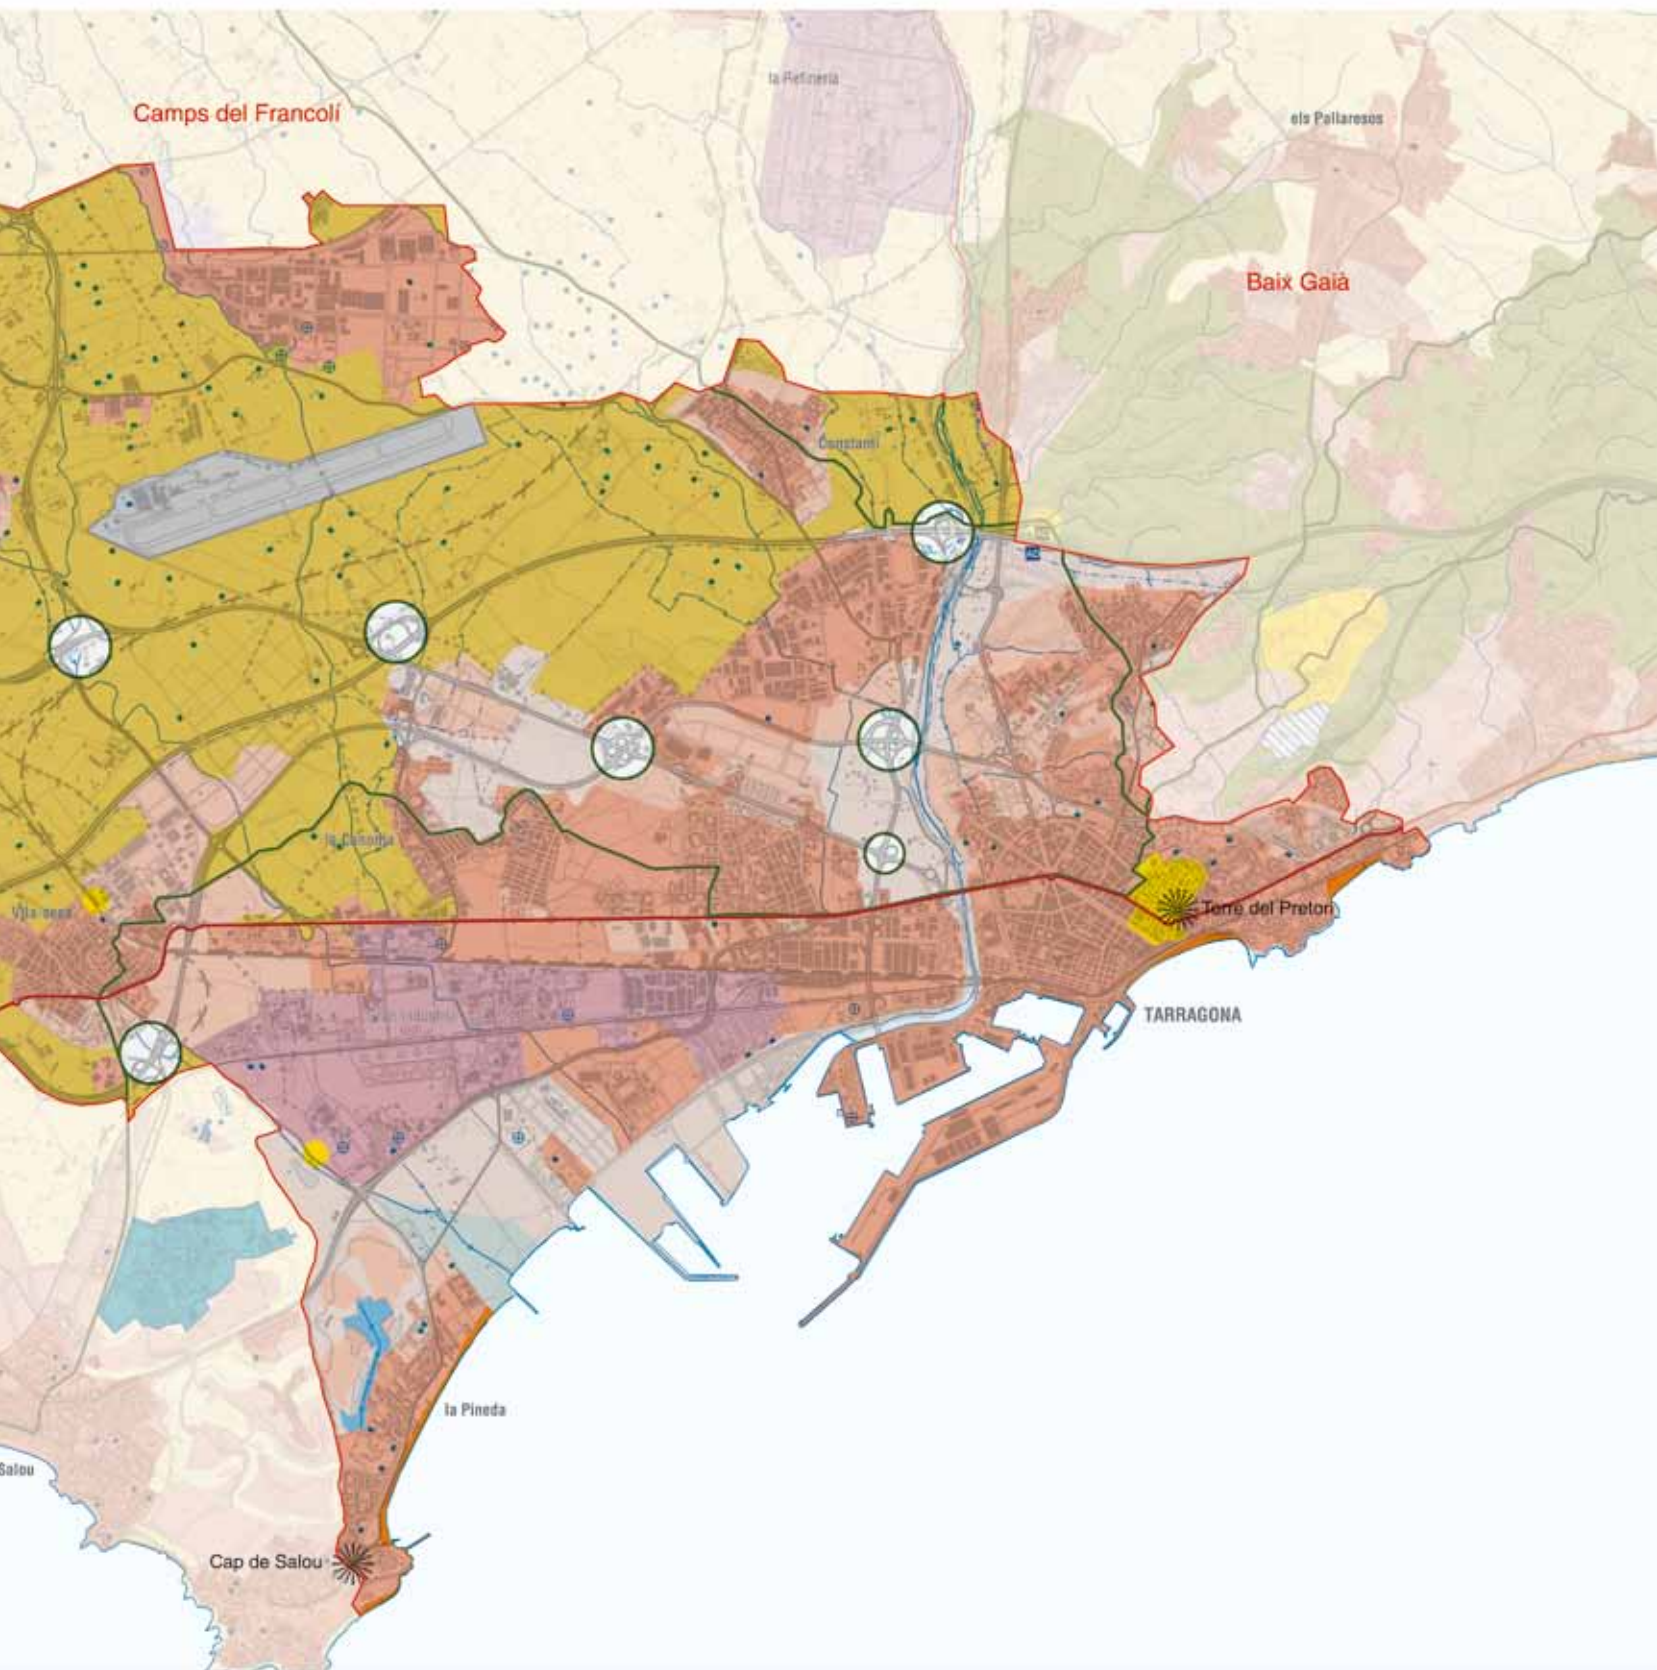 la Refineria
Camps del Francolí
els Pallaresos
Baix Gaià
Constantí
la Canonja
Vila-seca
Torre del Pretori
TARRAGONA
la Pineda
Salou
Cap de Salou